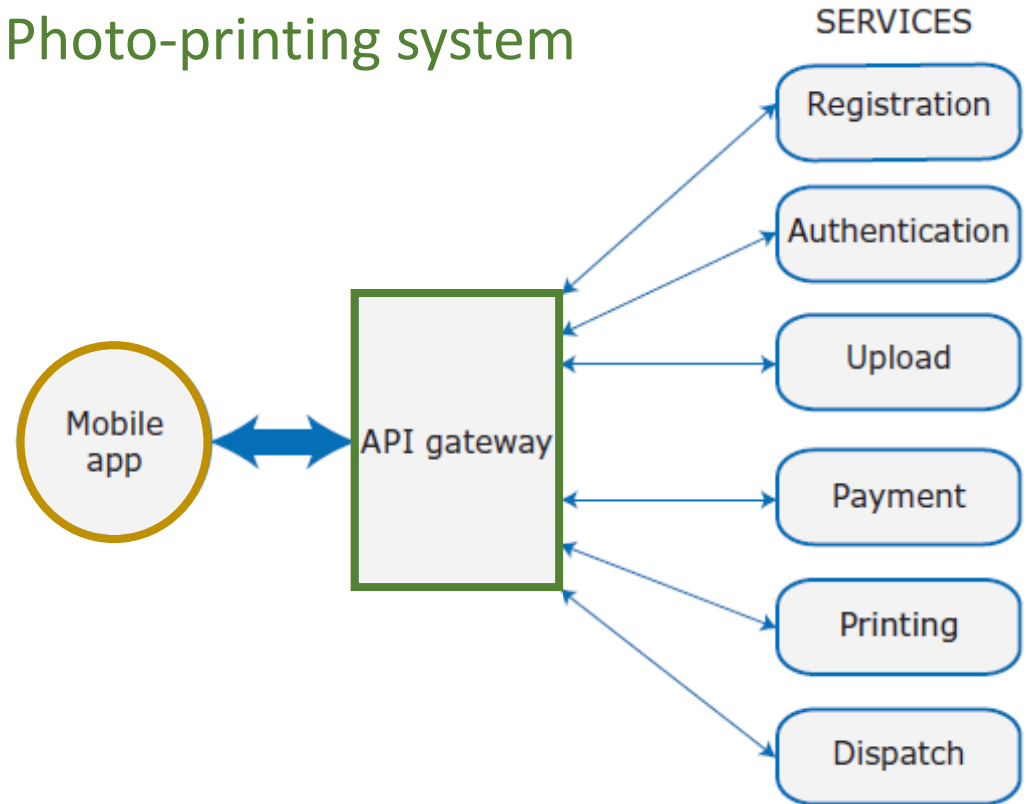 Photo-printing system
SERVICES
Registration
Authentication
Upload
Mobile
app
API gateway
Payment
Printing
Dispatch